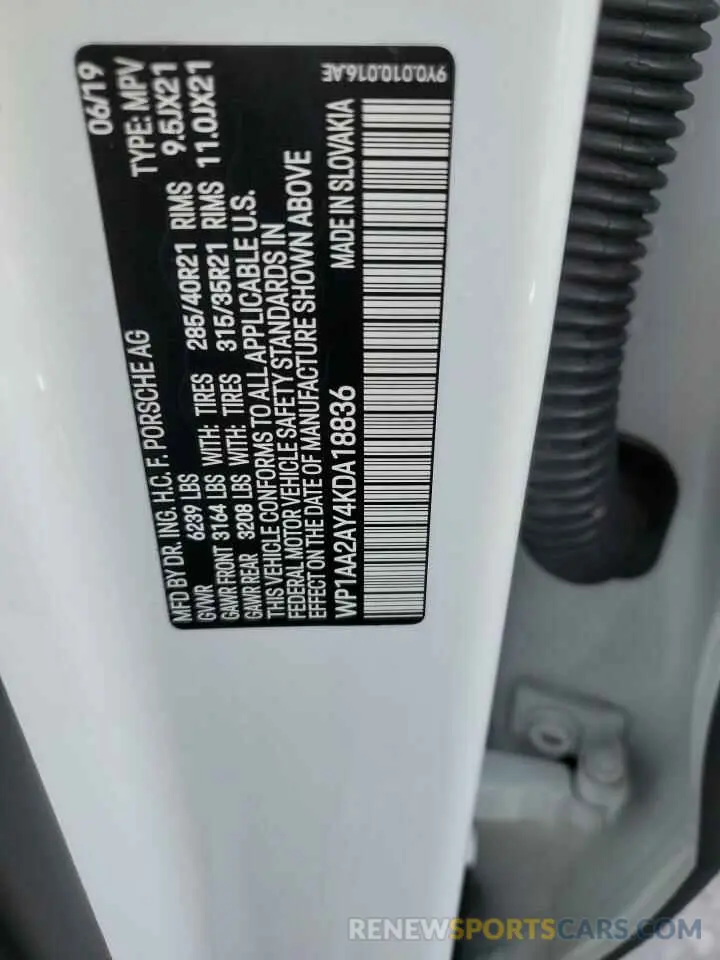 MFD BY DR. ING. H.C. F. PORSCHE AG 06/19
GVWR 6239 LBS TYPE: MPV
GAWR FRONT 3164 LBS WITH: TIRES 285/40R21 RIMS 9.5JX21
GAWR REAR 3208 LBS WITH: TIRES 315/35R21 RIMS 11.0JX21
THIS VEHICLE CONFORMS TO ALL APPLICABLE U.S.
FEDERAL MOTOR VEHICLE SAFETY STANDARDS IN
EFFECT ON THE DATE OF MANUFACTURE SHOWN ABOVE
WP1AA2AY4KDA18836 MADE IN SLOVAKIA
9Y0.010.016.AE
RENEWSPORTSCARS.COM